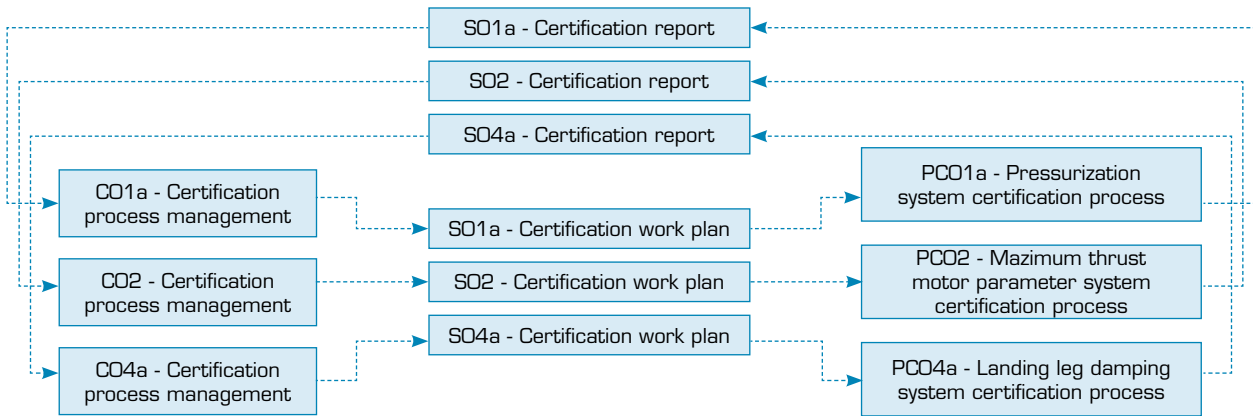 SO1a - Certification report
SO2 - Certification report
SO4a - Certification report
CO1a - Certification
process management
CO2 - Certification
process management
CO4a - Certification
process management
SO1a - Certification work plan
SO2 - Certification work plan
SO4a - Certification work plan
PCO1a - Pressurization
system certification process
PCO2 - Mazimum thrust
motor parameter system
certification process
PCO4a - Landing leg damping
system certification process